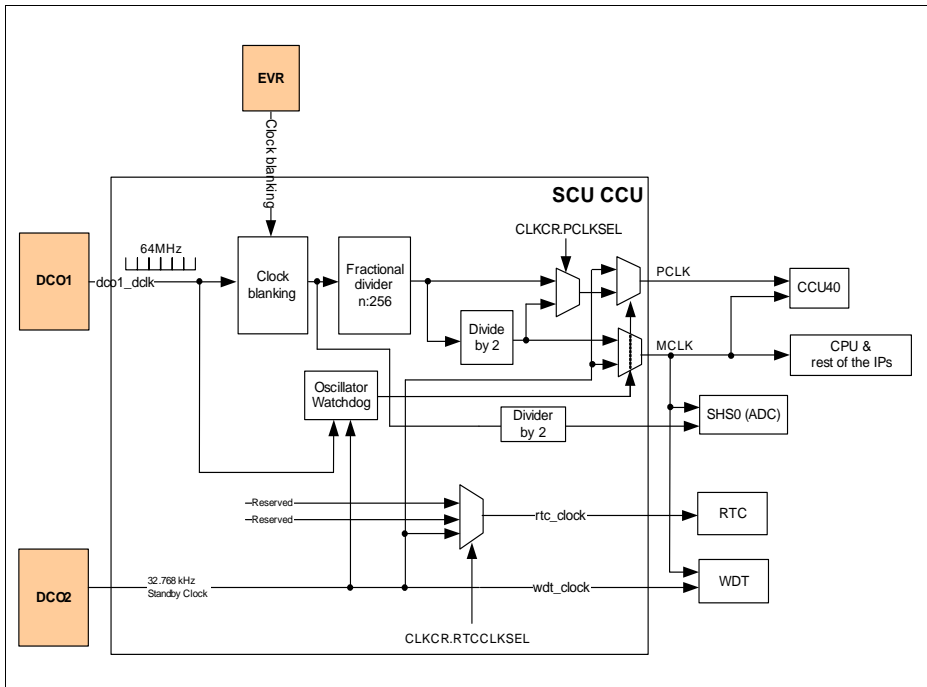 EVR
Clock blanking
SCU CCU
CLKCR.PCLKSEL
64MHz
DCO1
dco1_dclk
Clock
blanking
Fractional
divider
n:256
PCLK
CCU40
Divide
by 2
MCLK
CPU &
rest of the IPs
Oscillator
Watchdog
SHS0 (ADC)
Divider
by 2
Reserved
Reserved
rtc_clock
RTC
DCO2
32.768 kHz
Standby Clock
wdt_clock
WDT
CLKCR.RTCCLKSEL